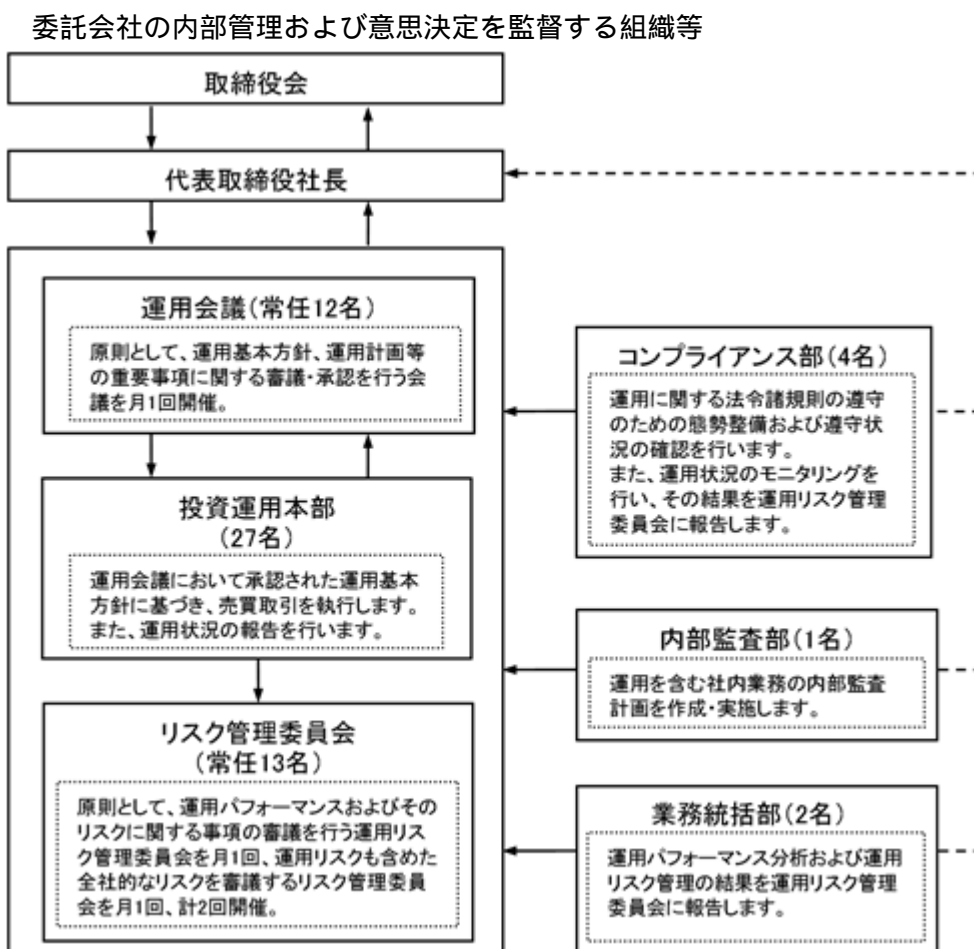 委託会社の内部管理および意思決定を監督する組織等
取締役会
代表取締役社長
運用会議(常任12名)
原則として、運用基本方針、運用計画等
の重要事項に関する審議・承認を行う会
議を月1回開催。
投資運用本部
(27名)
運用会議において承認された運用基本
方針に基づき、売買取引を執行します。
また、運用状況の報告を行います。
リスク管理委員会
(常任13名)
原則として、運用パフォーマンスおよびその
リスクに関する事項の審議を行う運用リス
ク管理委員会を月1回、運用リスクも含めた
全社的なリスクを審議するリスク管理委員
会を月1回、計2回開催。
コンプライアンス部(4名)
運用に関する法令諸規則の遵守
のための態勢整備および遵守状
況の確認を行います。
また、運用状況のモニタリングを
行い、その結果を運用リスク管理
委員会に報告します。
内部監査部(1名)
運用を含む社内業務の内部監査
計画を作成・実施します。
業務統括部(2名)
運用パフォーマンス分析および運用
リスク管理の結果を運用リスク管理
委員会に報告します。